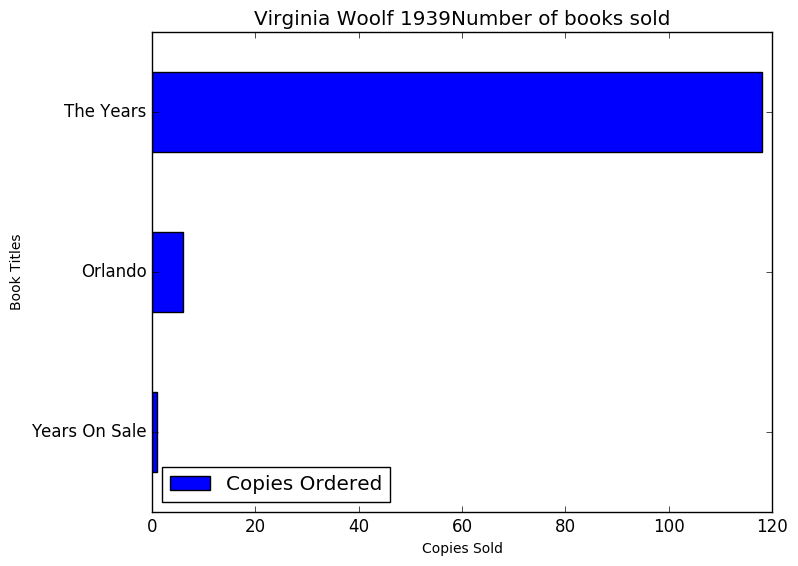 Virginia Woolf 1939Number of books sold
The Years
Orlando
Years On Sale
Book Titles
Copies Ordered
0 20 40 60 80 100 120
Copies Sold